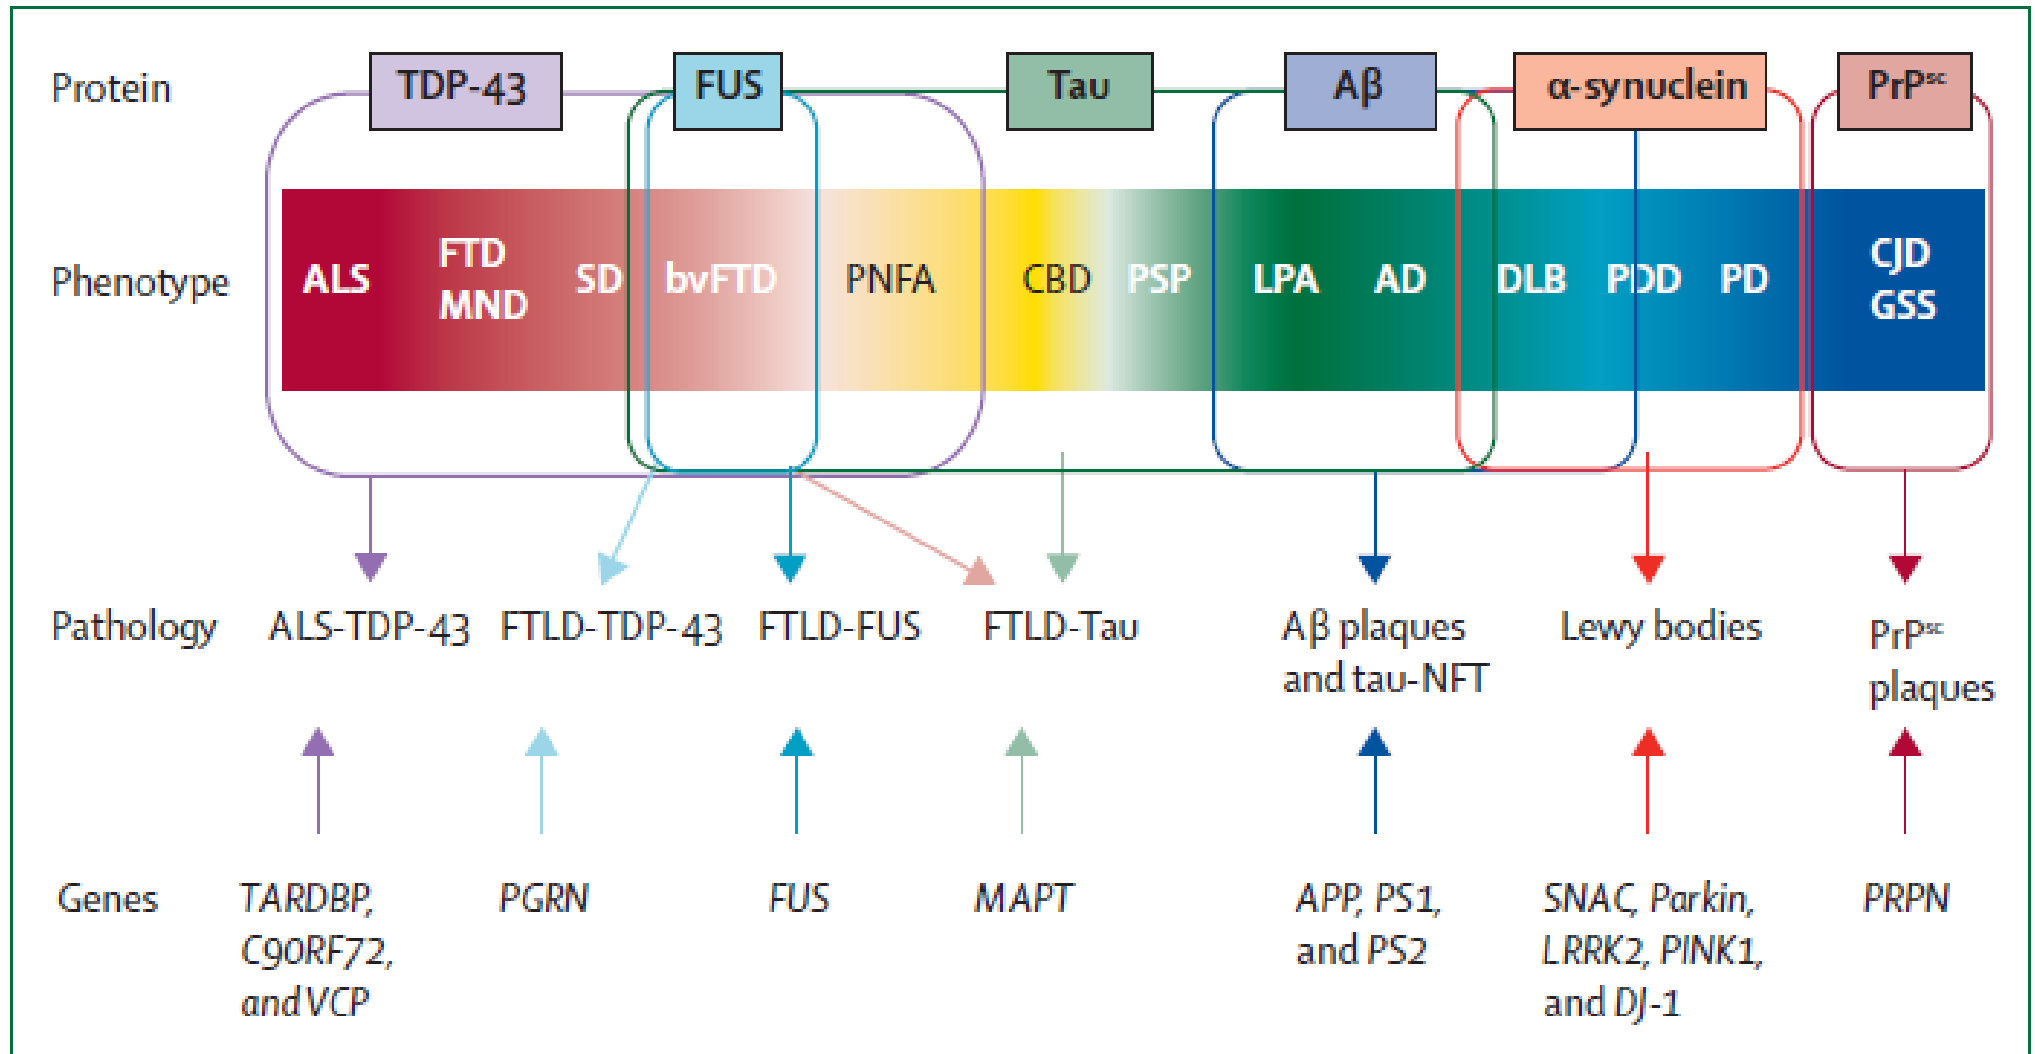 Protein
TDP-43
FUS
Tau
Aβ
α-synuclein
PrPˢᶜ
Phenotype
ALS
FTD
MND
SD
bvFTD
PNFA
CBD
PSP
LPA
AD
DLB
PDD
PD
CJD
GSS
Pathology
ALS-TDP-43
FTLD-TDP-43
FTLD-FUS
FTLD-Tau
Aβ plaques
and tau-NFT
Lewy bodies
PrPˢᶜ
plaques
Genes
TARDBP,
C9ORF72,
and VCP
PGRN
FUS
MAPT
APP, PS1,
and PS2
SNAC, Parkin,
LRRK2, PINK1,
and DJ-1
PRPN